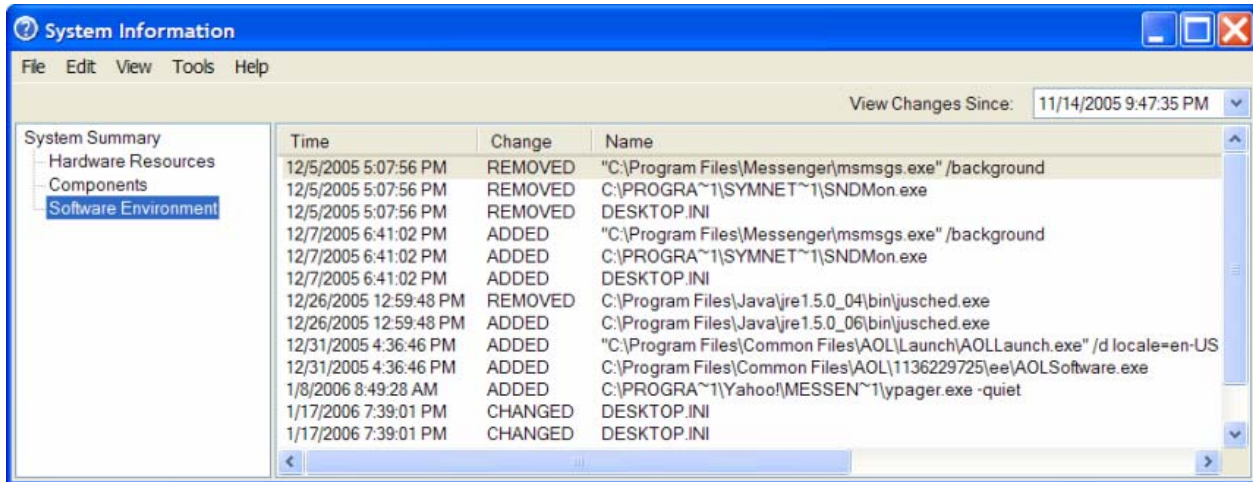 System Information
File Edit View Tools Help
View Changes Since: 11/14/2005 9:47:35 PM
System Summary
Hardware Resources
Components
Software Environment
Time Change Name
12/5/2005 5:07:56 PM REMOVED "C:\Program Files\Messenger\msmsgs.exe" /background
12/5/2005 5:07:56 PM REMOVED C:\PROGRA~1\SYMNET~1\SNDMon.exe
12/5/2005 5:07:56 PM REMOVED DESKTOP.INI
12/7/2005 6:41:02 PM ADDED "C:\Program Files\Messenger\msmsgs.exe" /background
12/7/2005 6:41:02 PM ADDED C:\PROGRA~1\SYMNET~1\SNDMon.exe
12/7/2005 6:41:02 PM ADDED DESKTOP.INI
12/26/2005 12:59:48 PM REMOVED C:\Program Files\Java\jre1.5.0_04\bin\jusched.exe
12/26/2005 12:59:48 PM ADDED C:\Program Files\Java\jre1.5.0_06\bin\jusched.exe
12/31/2005 4:36:46 PM ADDED "C:\Program Files\Common Files\AOL\Launch\AOLLaunch.exe" /d locale=en-US
12/31/2005 4:36:46 PM ADDED C:\Program Files\Common Files\AOL\1136229725\ee\AOLSoftware.exe
1/8/2006 8:49:28 AM ADDED C:\PROGRA~1\Yahoo!\MESSEN~1\ypager.exe -quiet
1/17/2006 7:39:01 PM CHANGED DESKTOP.INI
1/17/2006 7:39:01 PM CHANGED DESKTOP.INI